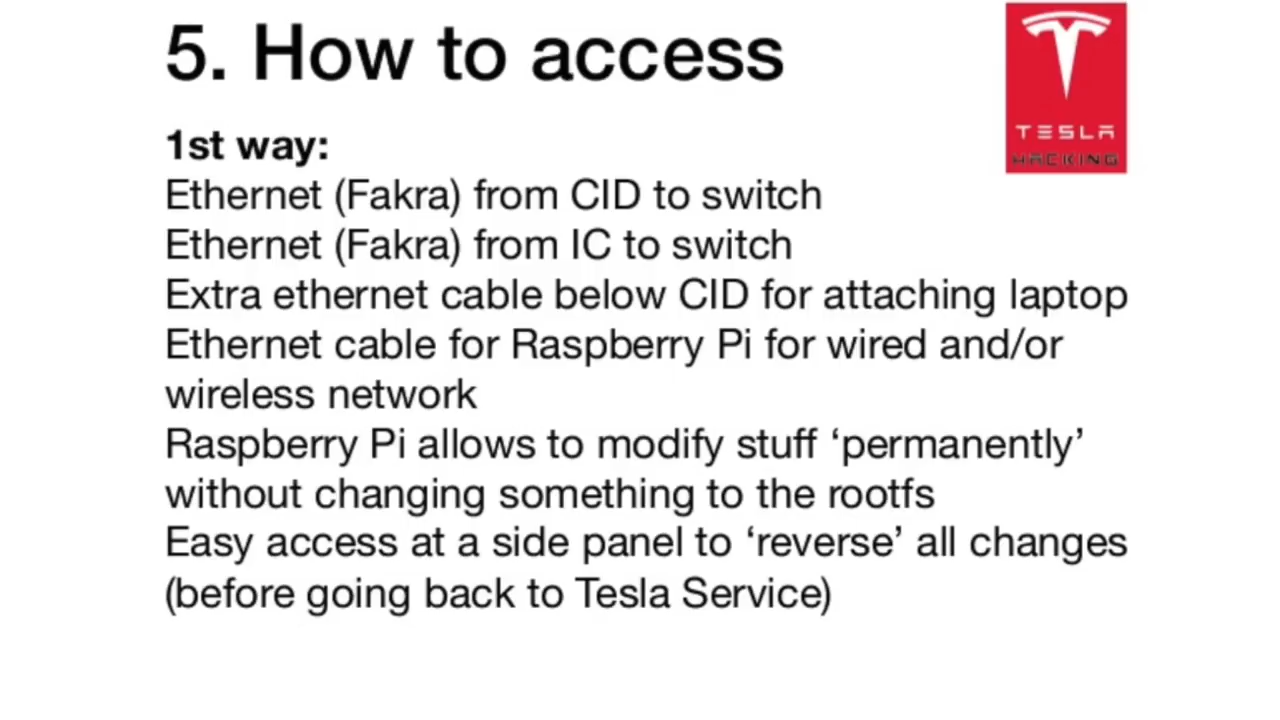 5. How to access
TESLA
HACKING
1st way:
Ethernet (Fakra) from CID to switch
Ethernet (Fakra) from IC to switch
Extra ethernet cable below CID for attaching laptop
Ethernet cable for Raspberry Pi for wired and/or
wireless network
Raspberry Pi allows to modify stuff ‘permanently’
without changing something to the rootfs
Easy access at a side panel to ‘reverse’ all changes
(before going back to Tesla Service)